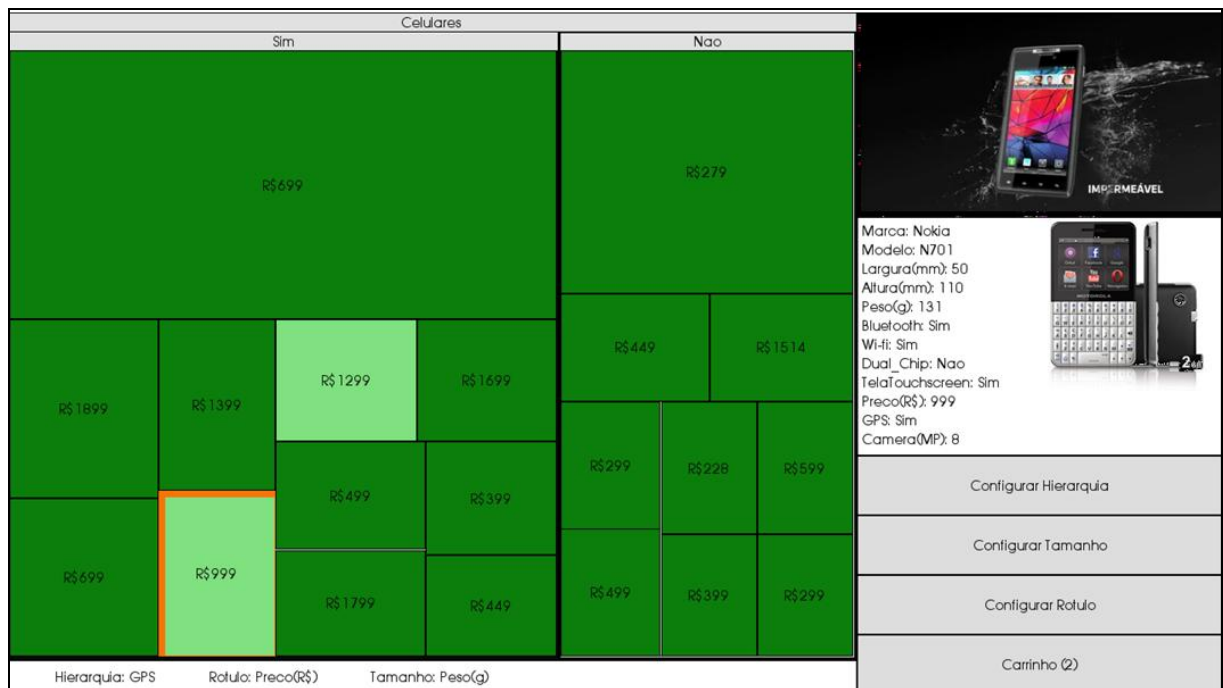 Celulares
Sim
Nao
R$699
R$1899
R$1399
R$1299
R$1699
R$499
R$399
R$699
R$999
R$1799
R$449
R$279
R$449
R$1514
R$299
R$228
R$599
R$499
R$399
R$299
Hierarquia: GPS Rotulo: Preco(R$) Tamanho: Peso(g)
IMPERMEÁVEL
Marca: Nokia
Modelo: N701
Largura(mm): 50
Altura(mm): 110
Peso(g): 131
Bluetooth: Sim
Wi-fi: Sim
Dual_Chip: Nao
TelaTouchscreen: Sim
Preco(R$): 999
GPS: Sim
Camera(MP): 8
MOTOROLA
Configurar Hierarquia
Configurar Tamanho
Configurar Rotulo
Carrinho (2)